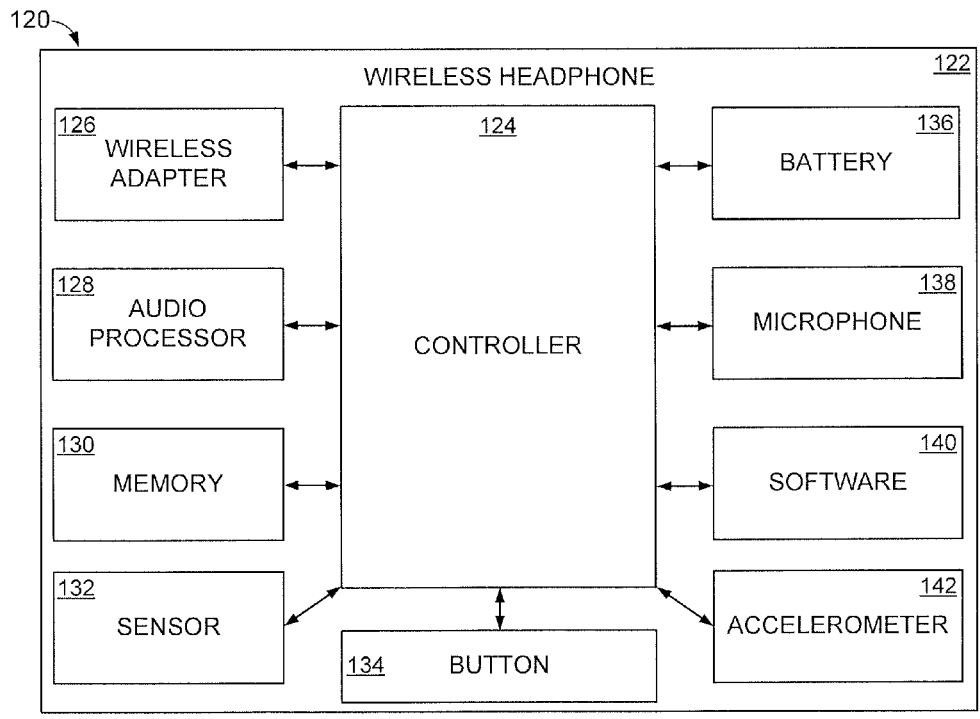 120
122
WIRELESS HEADPHONE
126
WIRELESS
ADAPTER
124
CONTROLLER
136
BATTERY
128
AUDIO
PROCESSOR
138
MICROPHONE
130
MEMORY
140
SOFTWARE
132
SENSOR
134
BUTTON
142
ACCELEROMETER